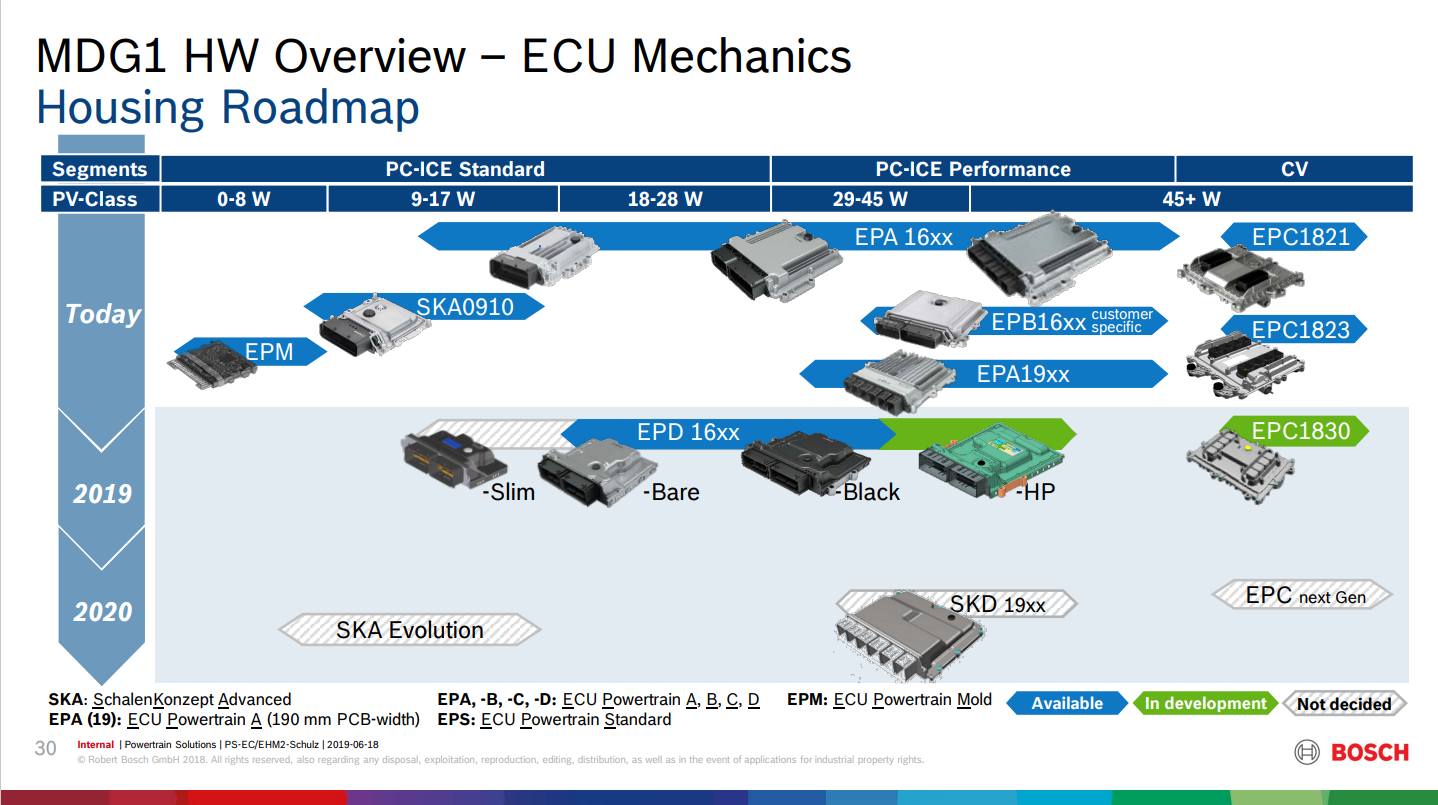 MDG1 HW Overview – ECU Mechanics
Housing Roadmap
Segments PC-ICE Standard PC-ICE Performance CV
PV-Class 0-8 W 9-17 W 18-28 W 29-45 W 45+ W
Today
EPA 16xx
EPC1821
SKA0910
EPB16xx customer specific
EPC1823
EPM
EPA19xx
2019
EPD 16xx
EPC1830
-Slim -Bare -Black -HP
2020
SKA Evolution
SKD 19xx
EPC next Gen
SKA: SchalenKonzept Advanced
EPA (19): ECU Powertrain A (190 mm PCB-width)
EPA, -B, -C, -D: ECU Powertrain A, B, C, D
EPS: ECU Powertrain Standard
EPM: ECU Powertrain Mold
Available
In development
Not decided
30
Internal | Powertrain Solutions | PS-EC/EHM2-Schulz | 2019-06-18
© Robert Bosch GmbH 2018. All rights reserved, also regarding any disposal, exploitation, reproduction, editing, distribution, as well as in the event of applications for industrial property rights.
BOSCH